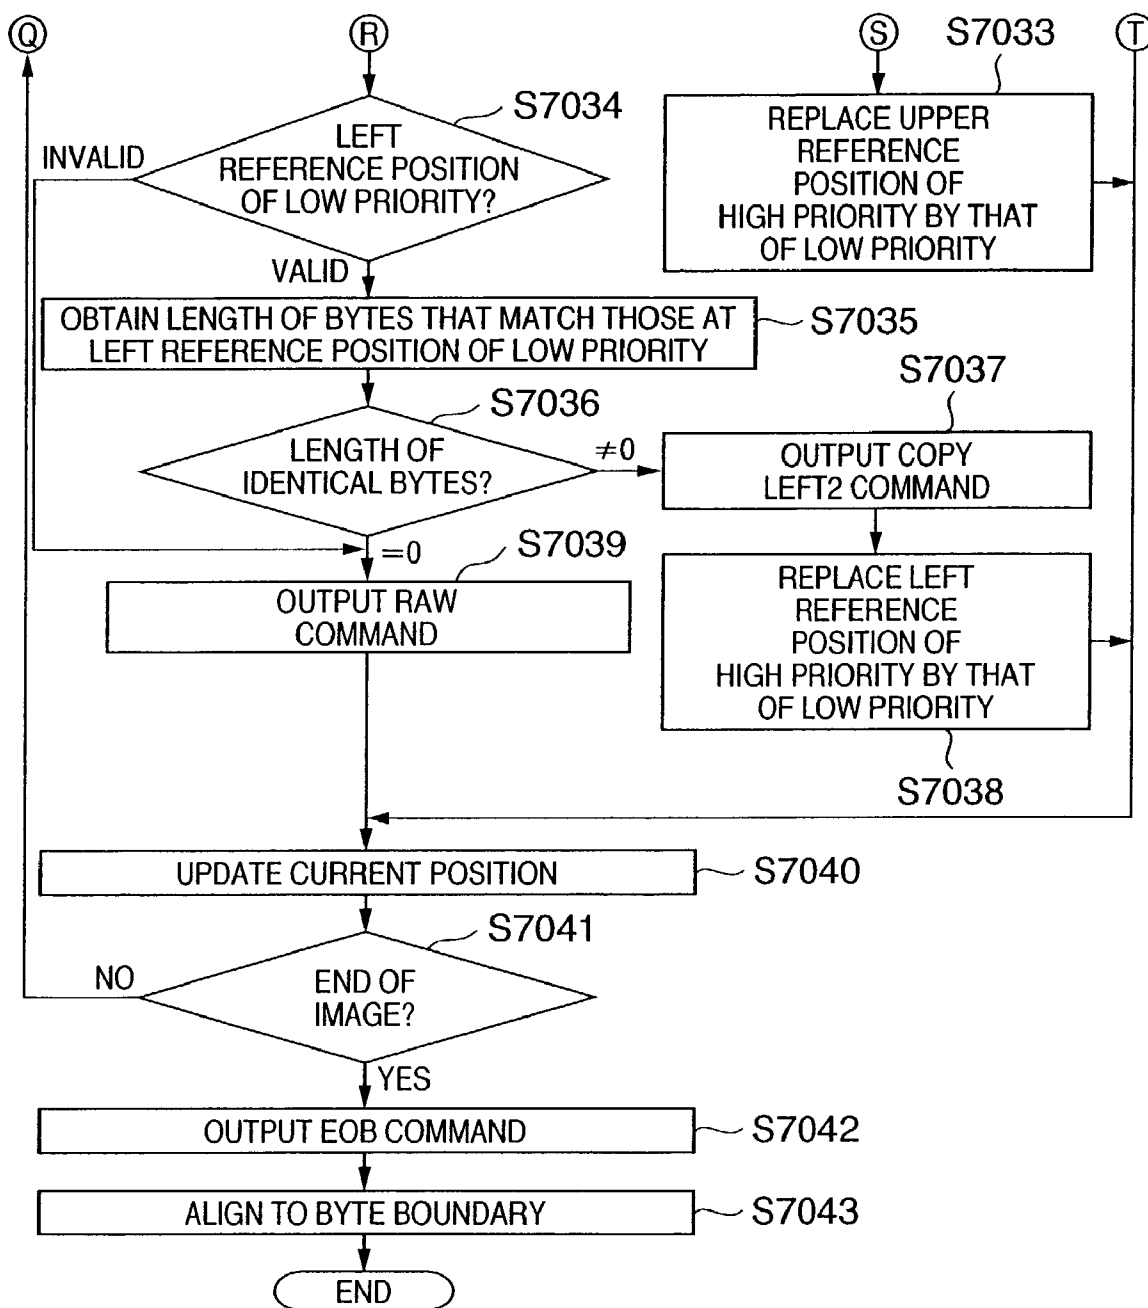 Q
R
S
T
S7033
REPLACE UPPER
REFERENCE
POSITION OF
HIGH PRIORITY BY THAT
OF LOW PRIORITY
S7034
LEFT
REFERENCE POSITION
OF LOW PRIORITY?
INVALID
VALID
OBTAIN LENGTH OF BYTES THAT MATCH THOSE AT
LEFT REFERENCE POSITION OF LOW PRIORITY
S7035
S7036
LENGTH OF
IDENTICAL BYTES?
≠0
S7037
OUTPUT COPY
LEFT2 COMMAND
=0
S7039
OUTPUT RAW
COMMAND
REPLACE LEFT
REFERENCE
POSITION OF
HIGH PRIORITY BY THAT
OF LOW PRIORITY
S7038
UPDATE CURRENT POSITION
S7040
S7041
NO
END OF
IMAGE?
YES
OUTPUT EOB COMMAND
S7042
ALIGN TO BYTE BOUNDARY
S7043
END